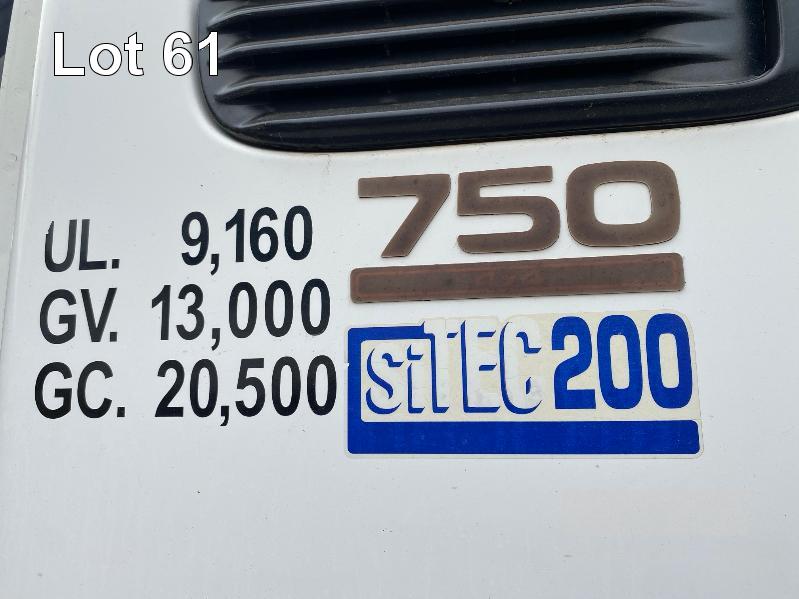 Lot 61
750
UL. 9,160
GV. 13,000
GC. 20,500
SiTEC 200